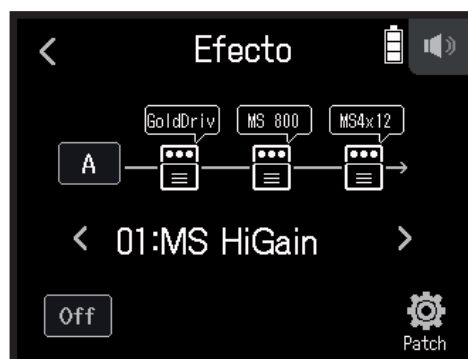 Efecto
GoldDriv MS 800 MS4x12
A
01:MS HiGain
Off
Patch